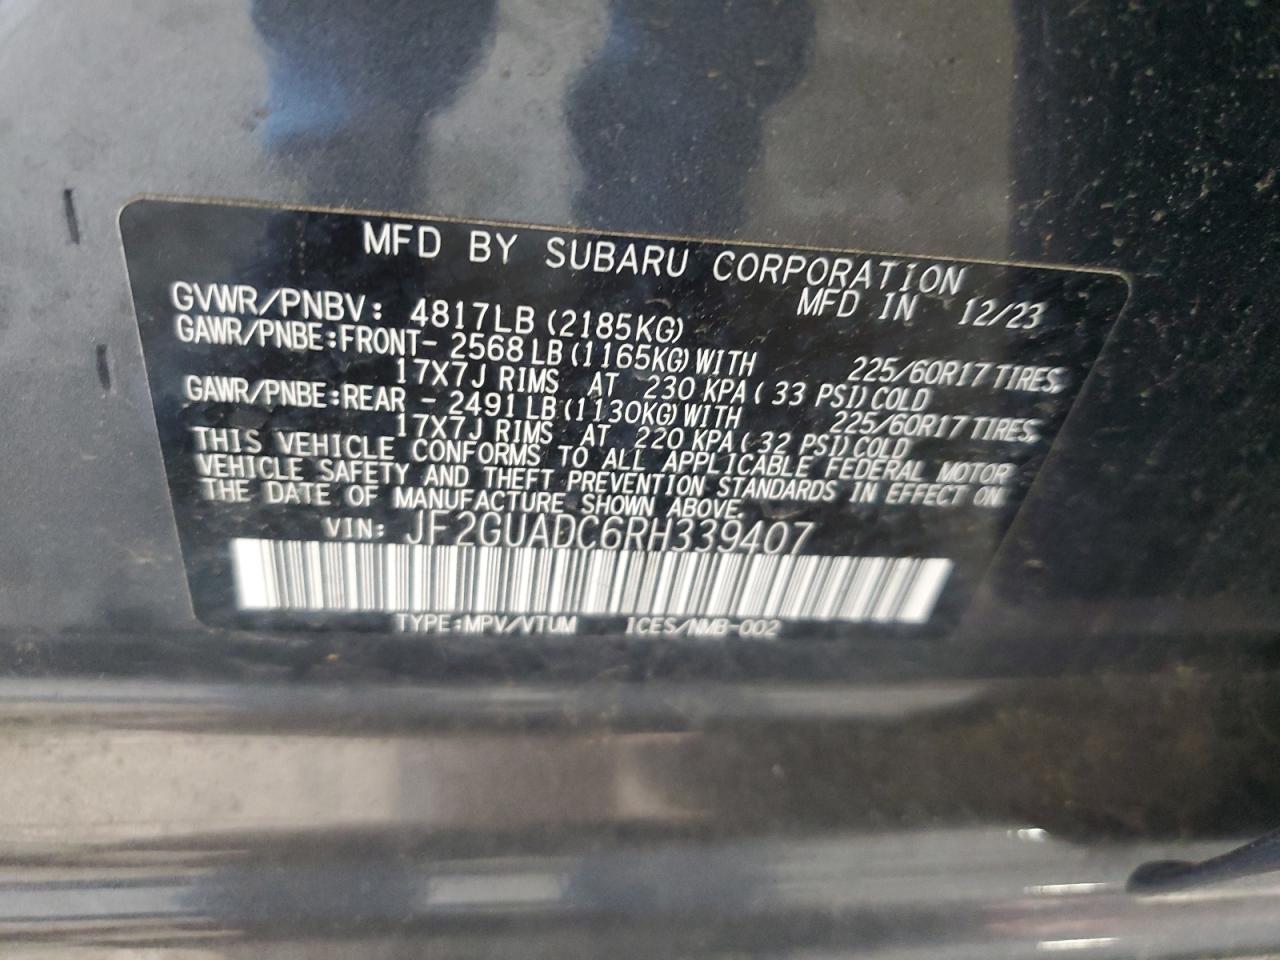 MFD BY SUBARU CORPORATION
GVWR/PNBV: 4817LB (2185KG) MFD IN 12/23
GAWR/PNBE:FRONT- 2568 LB (1165KG) WITH 225/60R17 TIRES,
17X7J RIMS AT 230 KPA ( 33 PSI) COLD
GAWR/PNBE:REAR - 2491 LB (1130KG) WITH 225/60R17 TIRES,
17X7J RIMS AT 220 KPA ( 32 PSI) COLD
THIS VEHICLE CONFORMS TO ALL APPLICABLE FEDERAL MOTOR
VEHICLE SAFETY AND THEFT PREVENTION STANDARDS IN EFFECT ON
THE DATE OF MANUFACTURE SHOWN ABOVE.
VIN: JF2GUADC6RH339407
TYPE:MPV/VTUM ICES/NMB-002